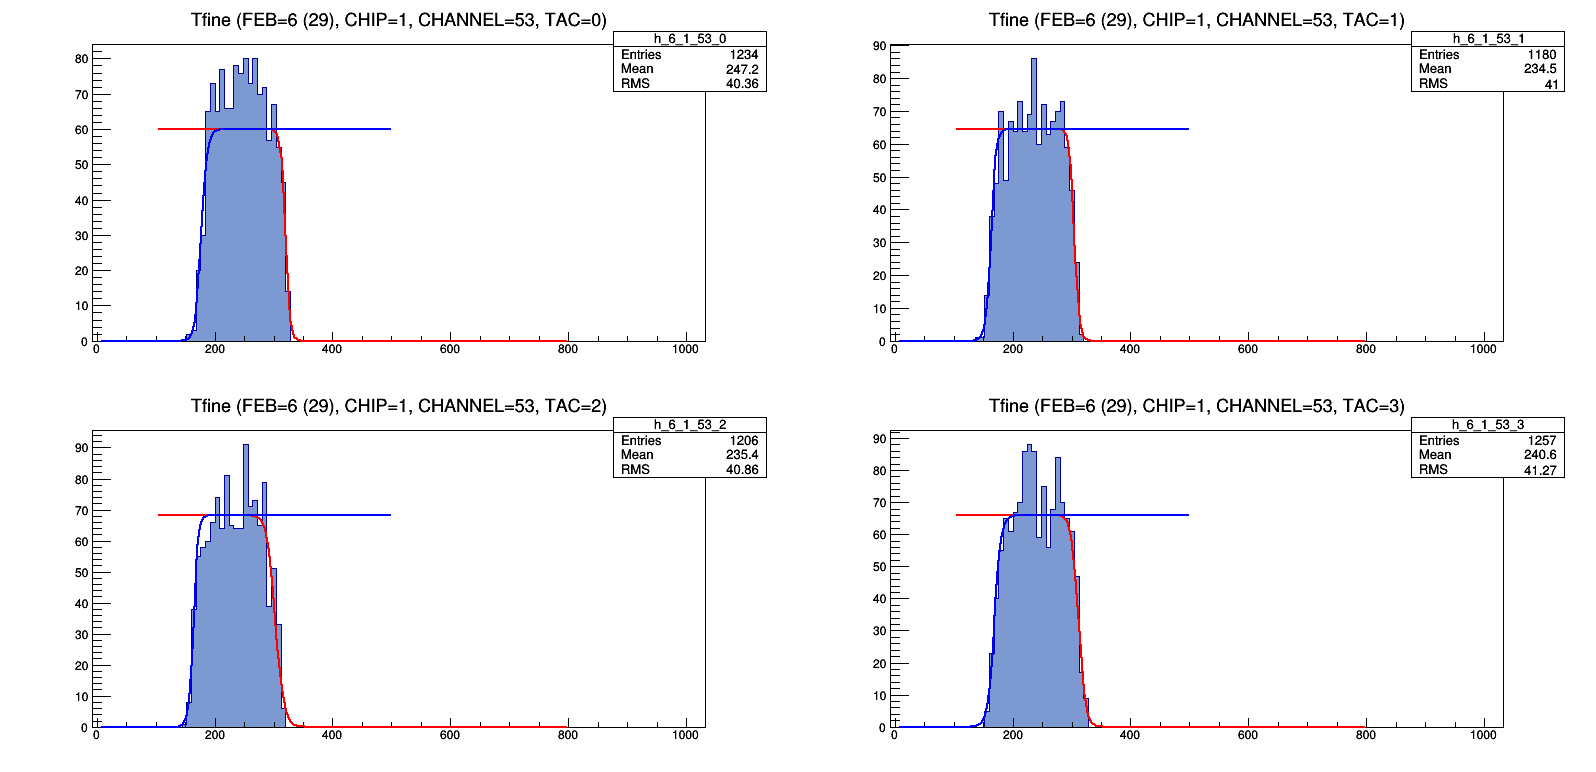 Tfine (FEB=6 (29), CHIP=1, CHANNEL=53, TAC=0)
h_6_1_53_0
Entries 1234
Mean 247.2
RMS 40.36
80
70
60
50
40
30
20
10
0
0 200 400 600 800 1000
Tfine (FEB=6 (29), CHIP=1, CHANNEL=53, TAC=1)
h_6_1_53_1
Entries 1180
Mean 234.5
RMS 41
90
80
70
60
50
40
30
20
10
0
0 200 400 600 800 1000
Tfine (FEB=6 (29), CHIP=1, CHANNEL=53, TAC=2)
h_6_1_53_2
Entries 1206
Mean 235.4
RMS 40.86
90
80
70
60
50
40
30
20
10
0
0 200 400 600 800 1000
Tfine (FEB=6 (29), CHIP=1, CHANNEL=53, TAC=3)
h_6_1_53_3
Entries 1257
Mean 240.6
RMS 41.27
90
80
70
60
50
40
30
20
10
0
0 200 400 600 800 1000